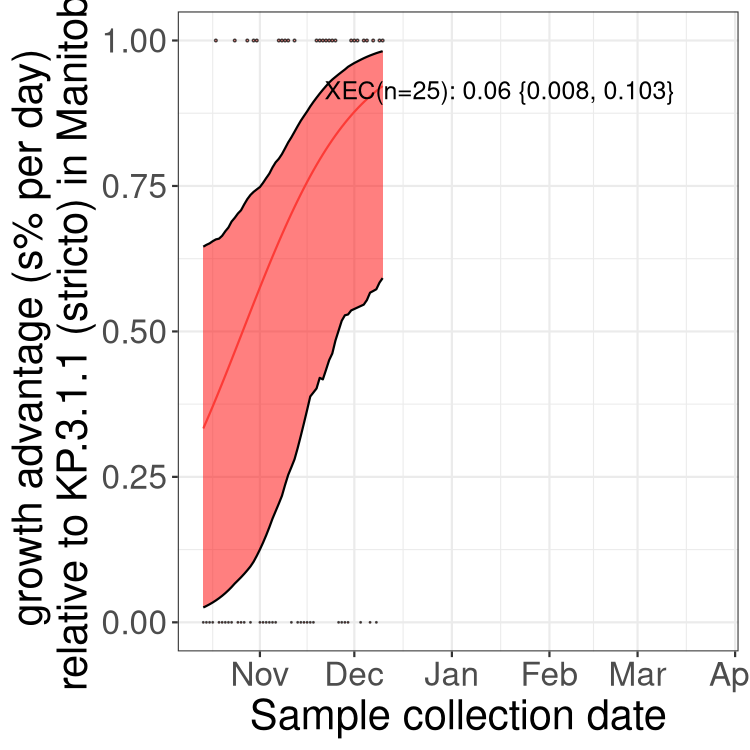 growth advantage (s% per day)
relative to KP.3.1.1 (stricto) in Manitob
1.00
0.75
0.50
0.25
0.00
XEC(n=25): 0.06 {0.008, 0.103}
Nov Dec Jan Feb Mar Ap
Sample collection date